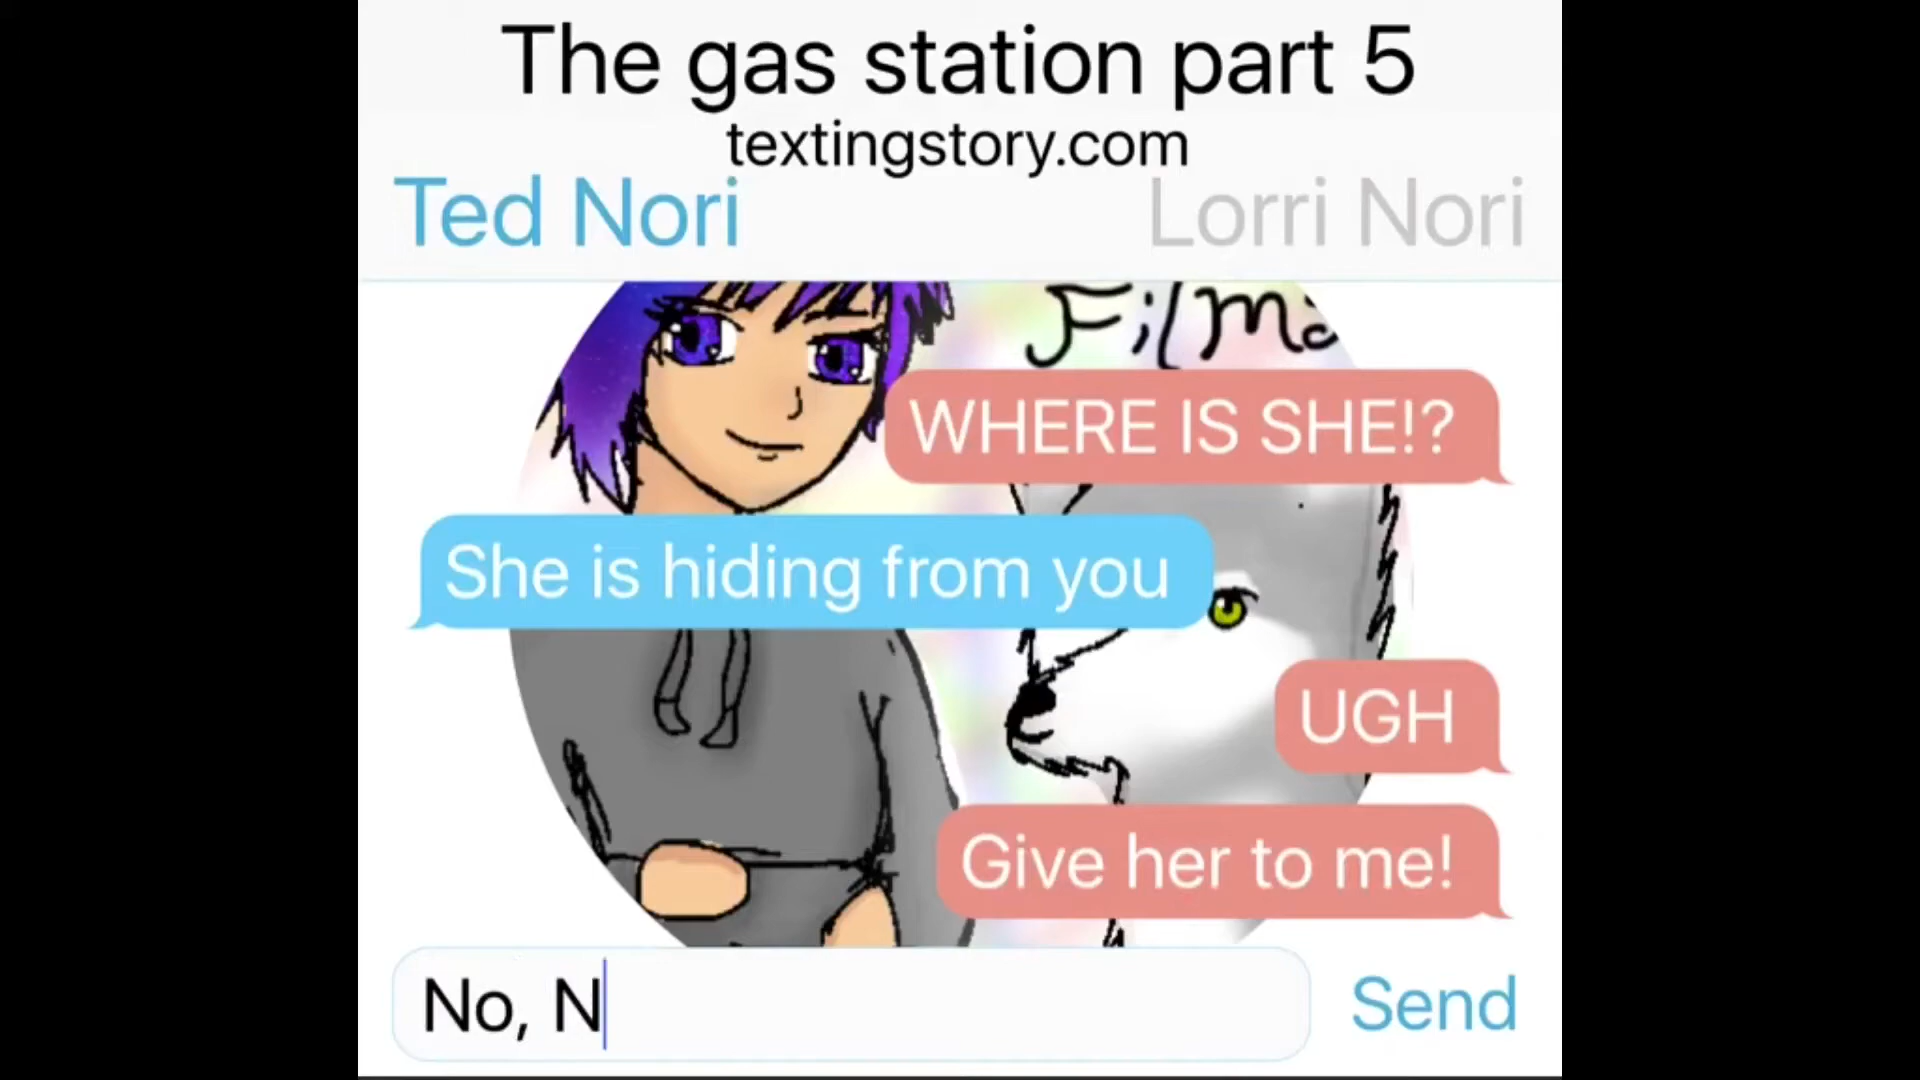 The gas station part 5
textingstory.com
Ted Nori Lorri Nori
WHERE IS SHE!?
She is hiding from you
UGH
Give her to me!
No, N Send